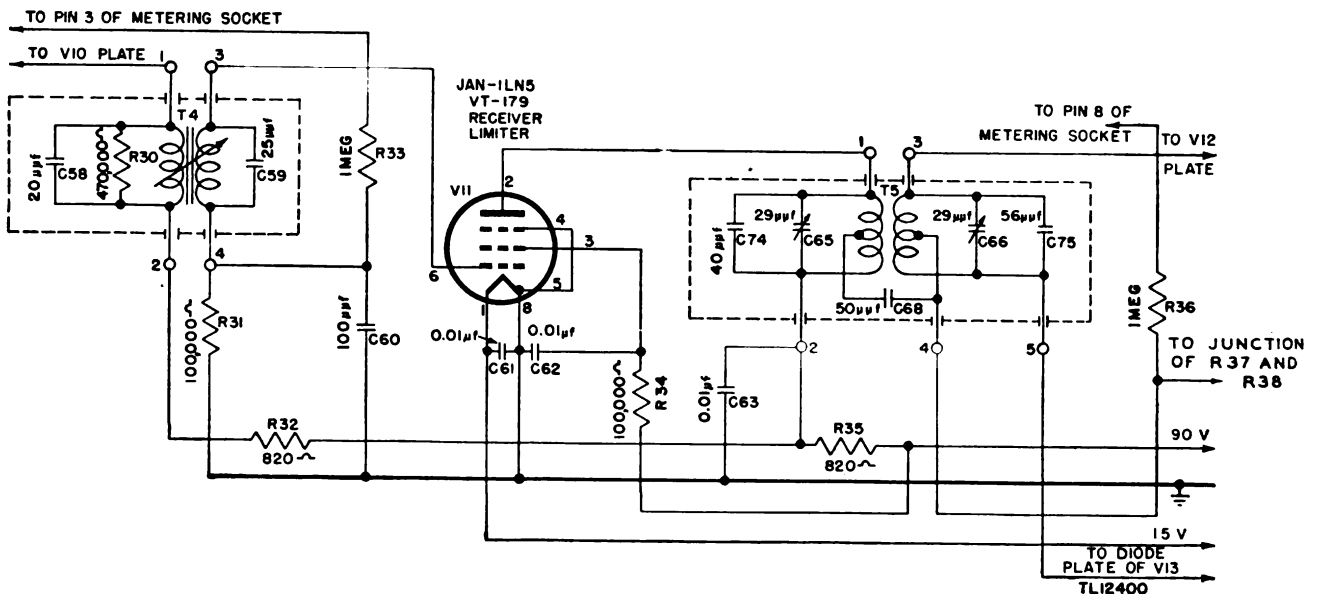 TO PIN 3 OF METERING SOCKET
TO V10 PLATE
1
3
T4
20µµf
C58
470,000~
R30
25µµf
C59
1MEG
R33
2
4
100,000~
R31
100µµf
C60
R32
820~
JAN-1LN5
VT-179
RECEIVER
LIMITER
V11
2
4
3
6
5
1
8
0.01µf
0.01µf
C61
C62
100,000~
R34
1
3
T5
40µµf
C74
29µµf
C65
29µµf
C66
56µµf
C75
50µµf
C68
2
4
5
0.01µf
C63
R35
820~
TO PIN 8 OF
METERING SOCKET
TO V12
PLATE
1MEG
R36
TO JUNCTION
OF R37 AND
R38
90 V
15 V
TO DIODE
PLATE OF V13
TL12400